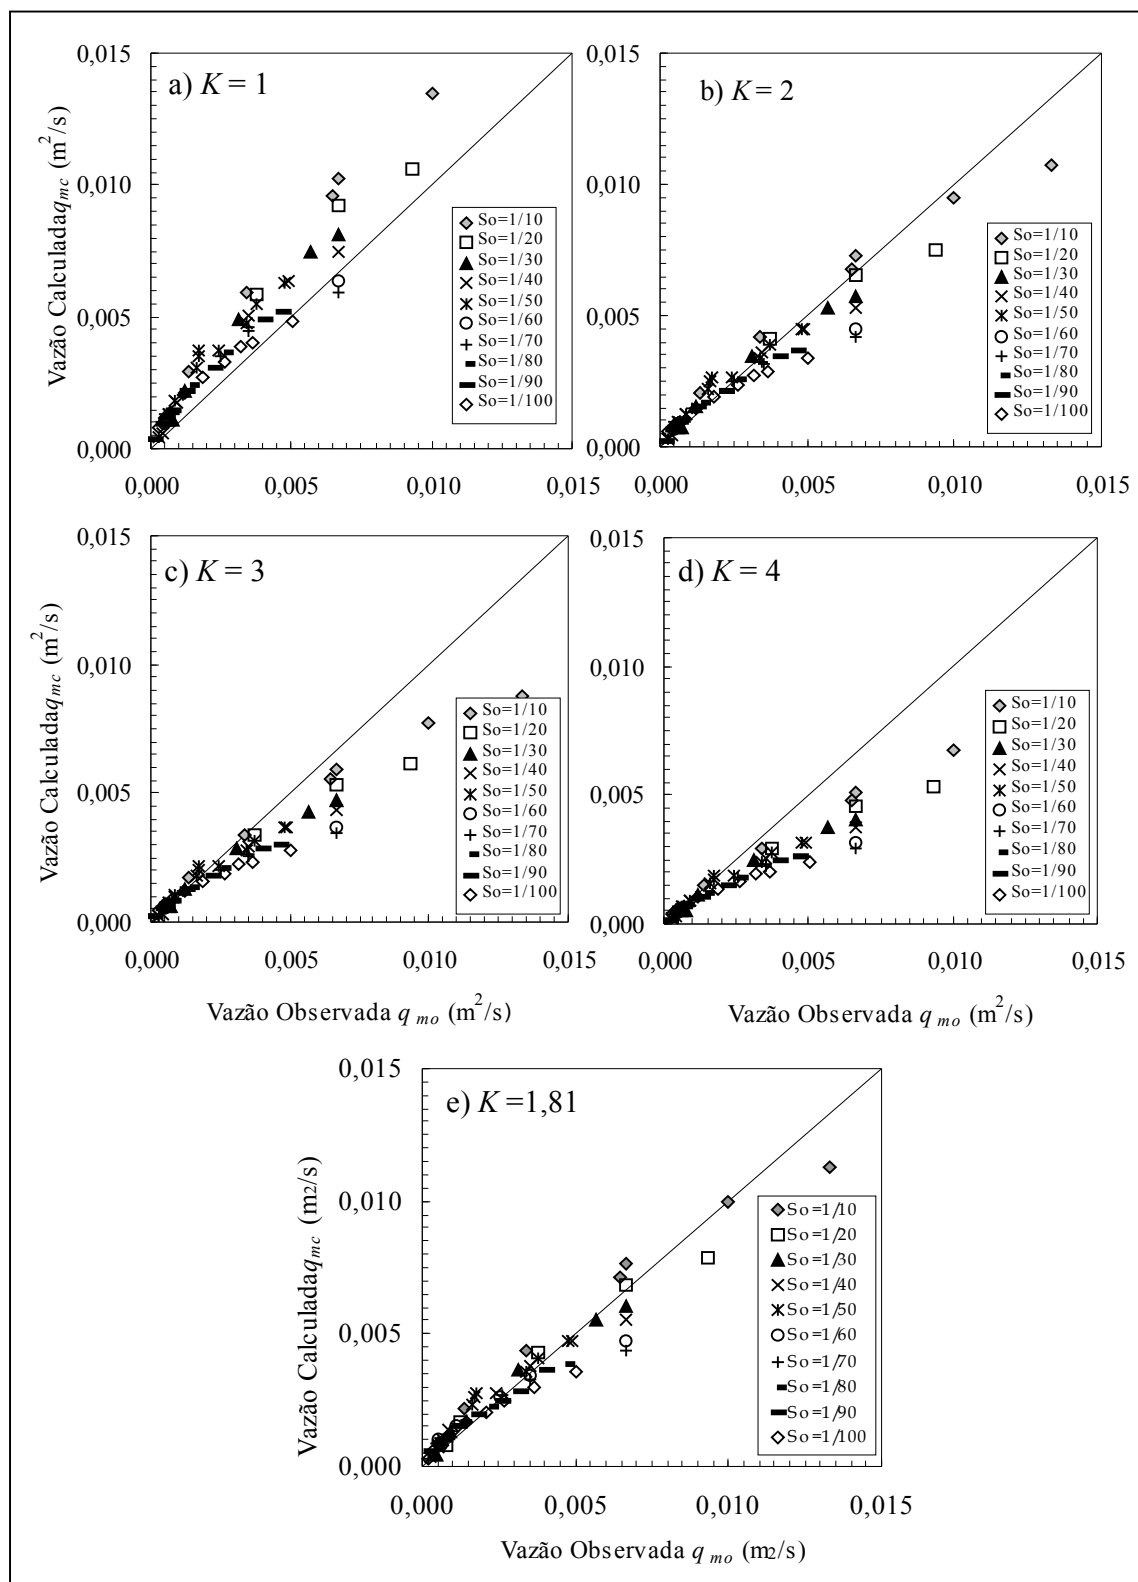 a) K = 1
Vazão Calculada q mc (m2/s)
0,015
0,010
0,005
0,000
0,000 0,005 0,010 0,015
So=1/10
So=1/20
So=1/30
So=1/40
So=1/50
So=1/60
So=1/70
So=1/80
So=1/90
So=1/100
b) K = 2
0,015
0,010
0,005
0,000
0,000 0,005 0,010 0,015
So=1/10
So=1/20
So=1/30
So=1/40
So=1/50
So=1/60
So=1/70
So=1/80
So=1/90
So=1/100
c) K = 3
Vazão Calculada q mc (m2/s)
0,015
0,010
0,005
0,000
0,000 0,005 0,010 0,015
Vazão Observada q mo (m2/s)
So=1/10
So=1/20
So=1/30
So=1/40
So=1/50
So=1/60
So=1/70
So=1/80
So=1/90
So=1/100
d) K = 4
0,015
0,010
0,005
0,000
0,000 0,005 0,010 0,015
Vazão Observada q mo (m2/s)
So=1/10
So=1/20
So=1/30
So=1/40
So=1/50
So=1/60
So=1/70
So=1/80
So=1/90
So=1/100
e) K =1,81
Vazão Calculada q mc (m2/s)
0,015
0,010
0,005
0,000
0,000 0,005 0,010 0,015
Vazão Observada q mo (m2/s)
So=1/10
So=1/20
So=1/30
So=1/40
So=1/50
So=1/60
So=1/70
So=1/80
So=1/90
So=1/100